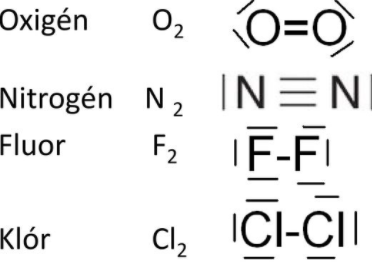 Oxigén O₂ O=O
Nitrogén N₂ |N≡N|
Fluor F₂ |F-F|
Klór Cl₂ |Cl-Cl|